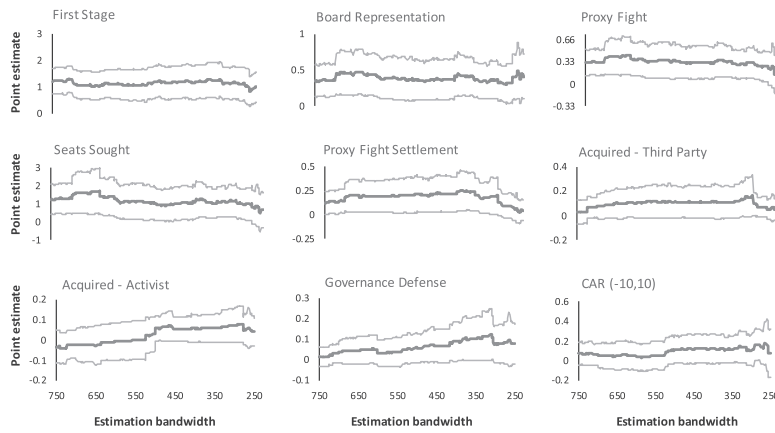 First Stage
Board Representation
Proxy Fight
Point estimate
3
2
1
0
1
0.5
0
0.66
0.33
0
-0.33
Seats Sought
Proxy Fight Settlement
Acquired - Third Party
Point estimate
3
2
1
0
-1
0.5
0.25
0
-0.25
0.4
0.2
0
-0.2
Acquired - Activist
Governance Defense
CAR (-10,10)
Point estimate
0.2
0.1
0
-0.1
-0.2
0.3
0.2
0.1
0
-0.1
0.6
0.4
0.2
0
-0.2
750 650 550 450 350 250
750 650 550 450 350 250
750 650 550 450 350 250
Estimation bandwidth
Estimation bandwidth
Estimation bandwidth